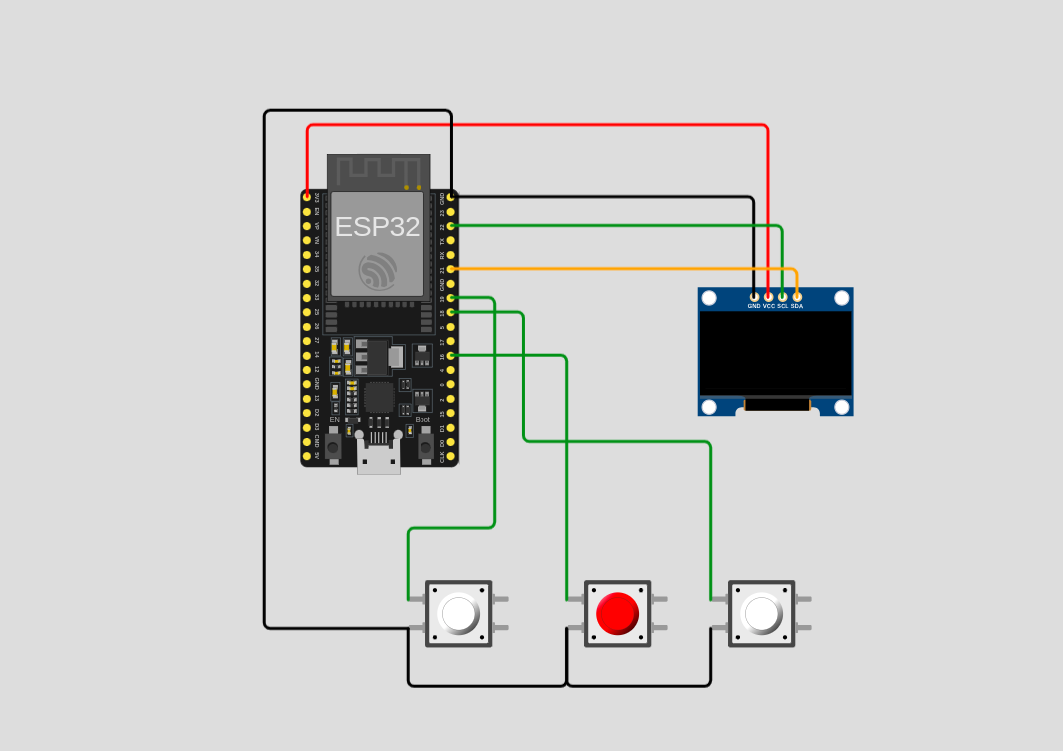 ESP32
3V3
EN
VP
VN
34
35
32
33
25
26
27
14
12
GND
13
D2
D3
CMD
5V
GND
23
22
TX
RX
21
GND
19
18
5
17
16
4
0
2
15
D1
D0
CLK
EN
Boot
GND VCC SCL SDA